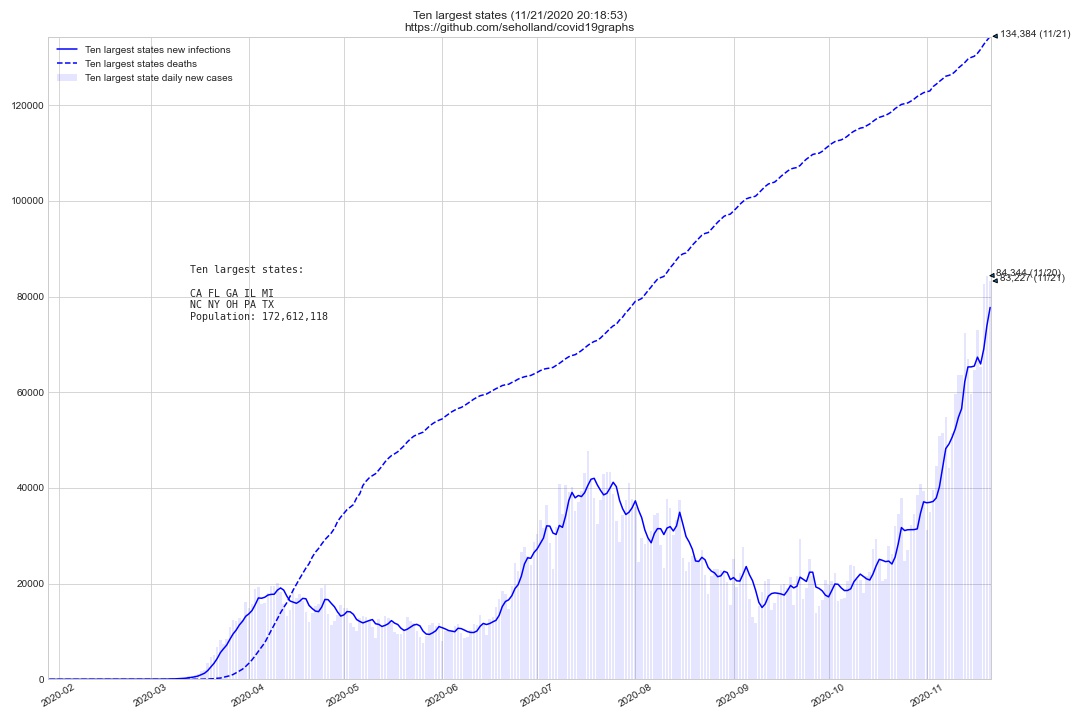 Ten largest states (11/21/2020 20:18:53)
https://github.com/seholland/covid19graphs
Ten largest states new infections
Ten largest states deaths
Ten largest state daily new cases
134,384 (11/21)
120000
100000
80000
60000
40000
20000
0
Ten largest states:
CA FL GA IL MI
NC NY OH PA TX
Population: 172,612,118
84,344 (11/20)
83,227 (11/21)
2020-02
2020-03
2020-04
2020-05
2020-06
2020-07
2020-08
2020-09
2020-10
2020-11